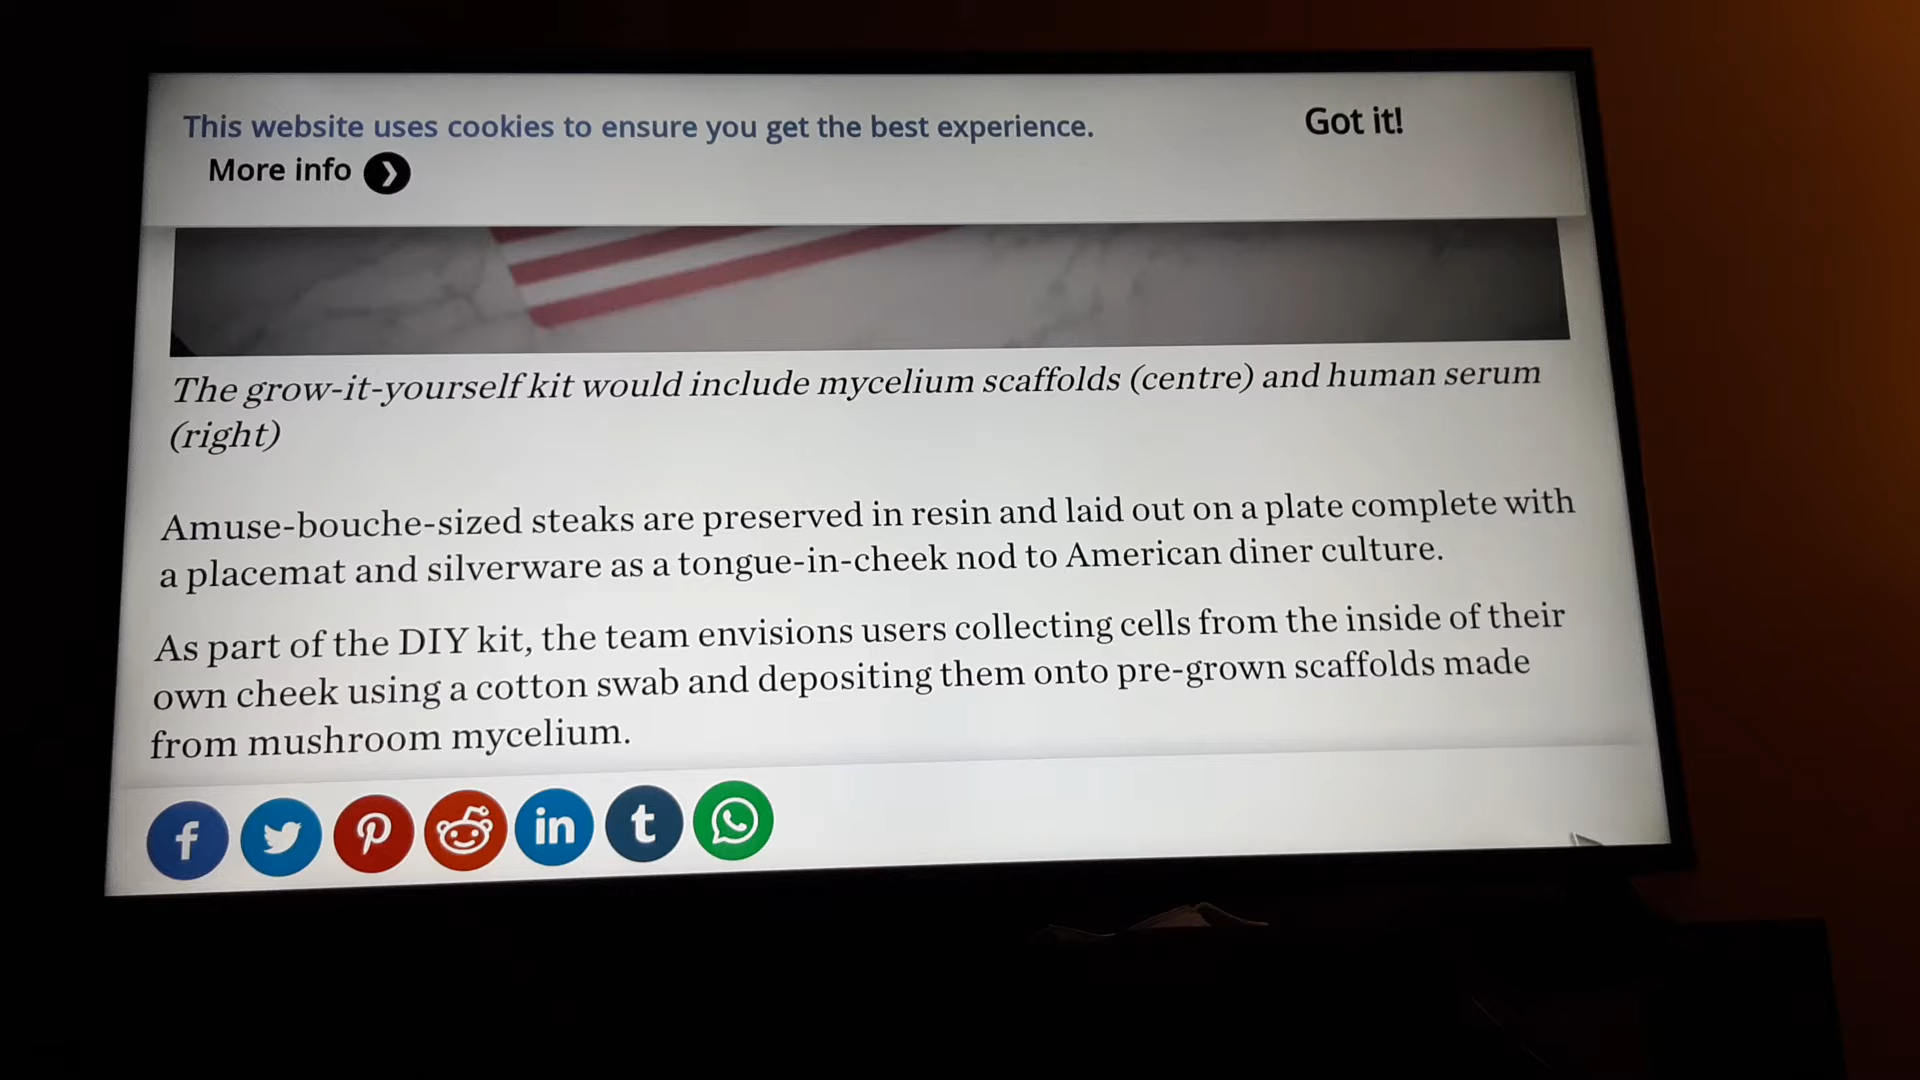 This website uses cookies to ensure you get the best experience.
Got it!
More info
The grow-it-yourself kit would include mycelium scaffolds (centre) and human serum
(right)
Amuse-bouche-sized steaks are preserved in resin and laid out on a plate complete with
a placemat and silverware as a tongue-in-cheek nod to American diner culture.
As part of the DIY kit, the team envisions users collecting cells from the inside of their
own cheek using a cotton swab and depositing them onto pre-grown scaffolds made
from mushroom mycelium.